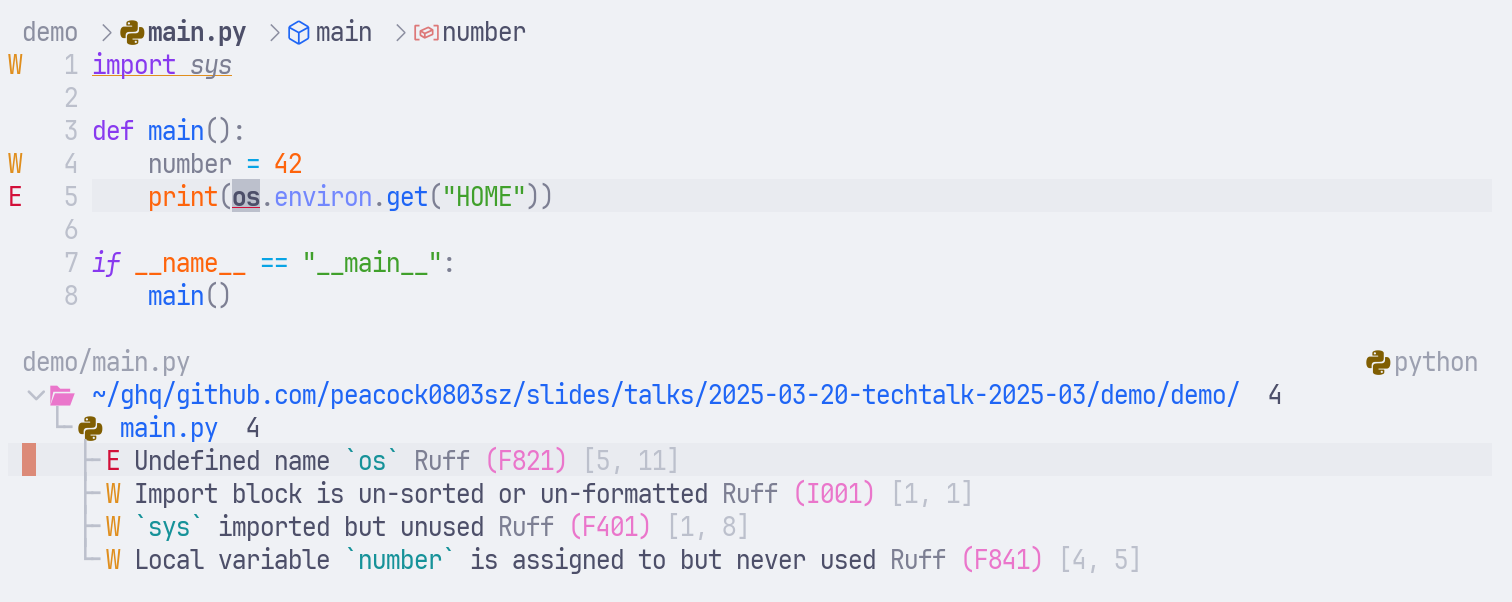 demo > main.py > main > number
W 1 import sys
2
3 def main():
W 4     number = 42
E 5     print(os.environ.get("HOME"))
6
7 if __name__ == "__main__":
8     main()
demo/main.py python
~/ghq/github.com/peacock0803sz/slides/talks/2025-03-20-techtalk-2025-03/demo/demo/ 4
main.py 4
E Undefined name `os` Ruff (F821) [5, 11]
W Import block is un-sorted or un-formatted Ruff (I001) [1, 1]
W `sys` imported but unused Ruff (F401) [1, 8]
W Local variable `number` is assigned to but never used Ruff (F841) [4, 5]